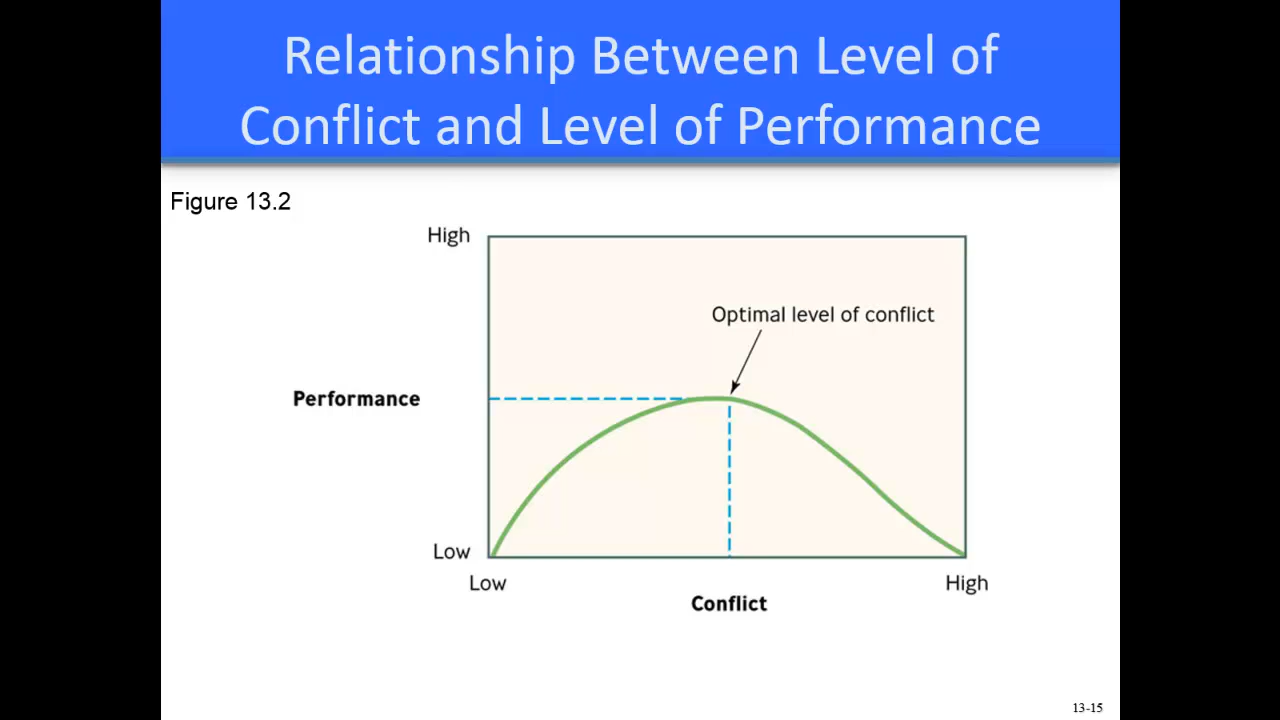 Relationship Between Level of
Conflict and Level of Performance
Figure 13.2
High
Optimal level of conflict
Performance
Low
Low
High
Conflict
13-15